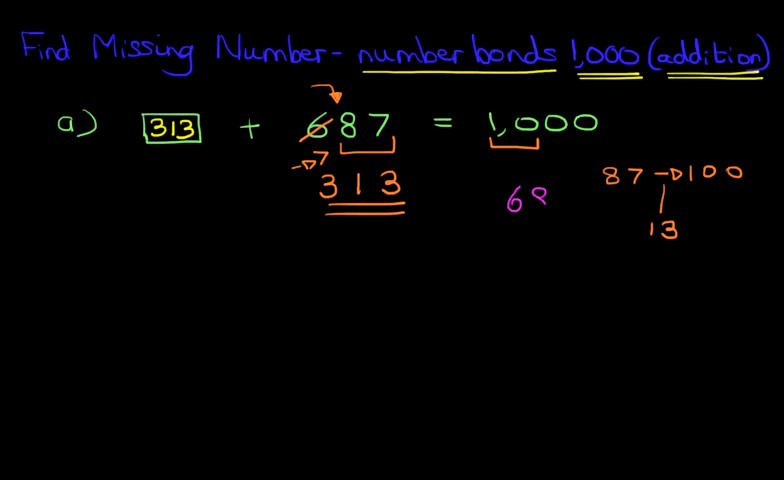 Find Missing Number - number bonds 1,000 (addition)
a) 313 + 687 = 1,000
→7
313
68
87 → 100
13